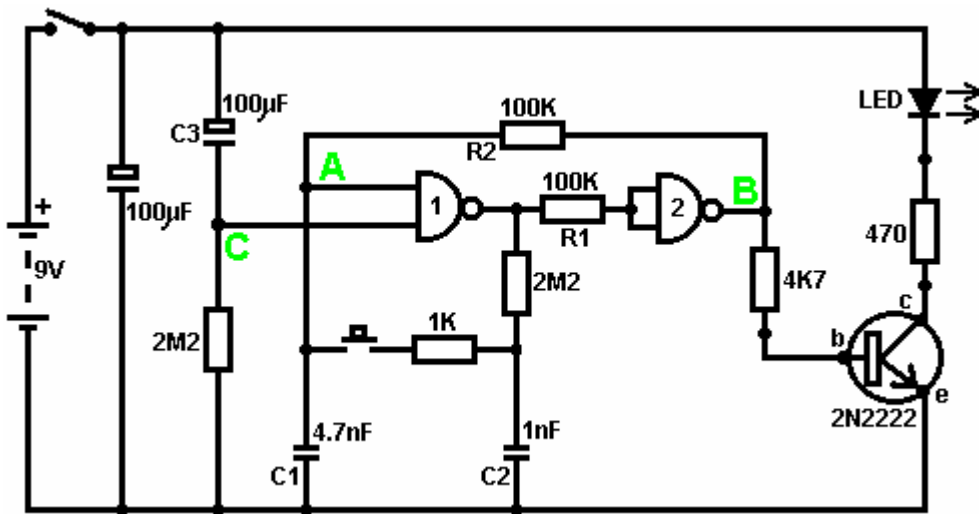 100µF
C3
100µF
+
9V
A
C
2M2
100K
R2
1
100K
R1
2
B
2M2
1K
4.7nF
C1
1nF
C2
4K7
LED
470
c
b
e
2N2222